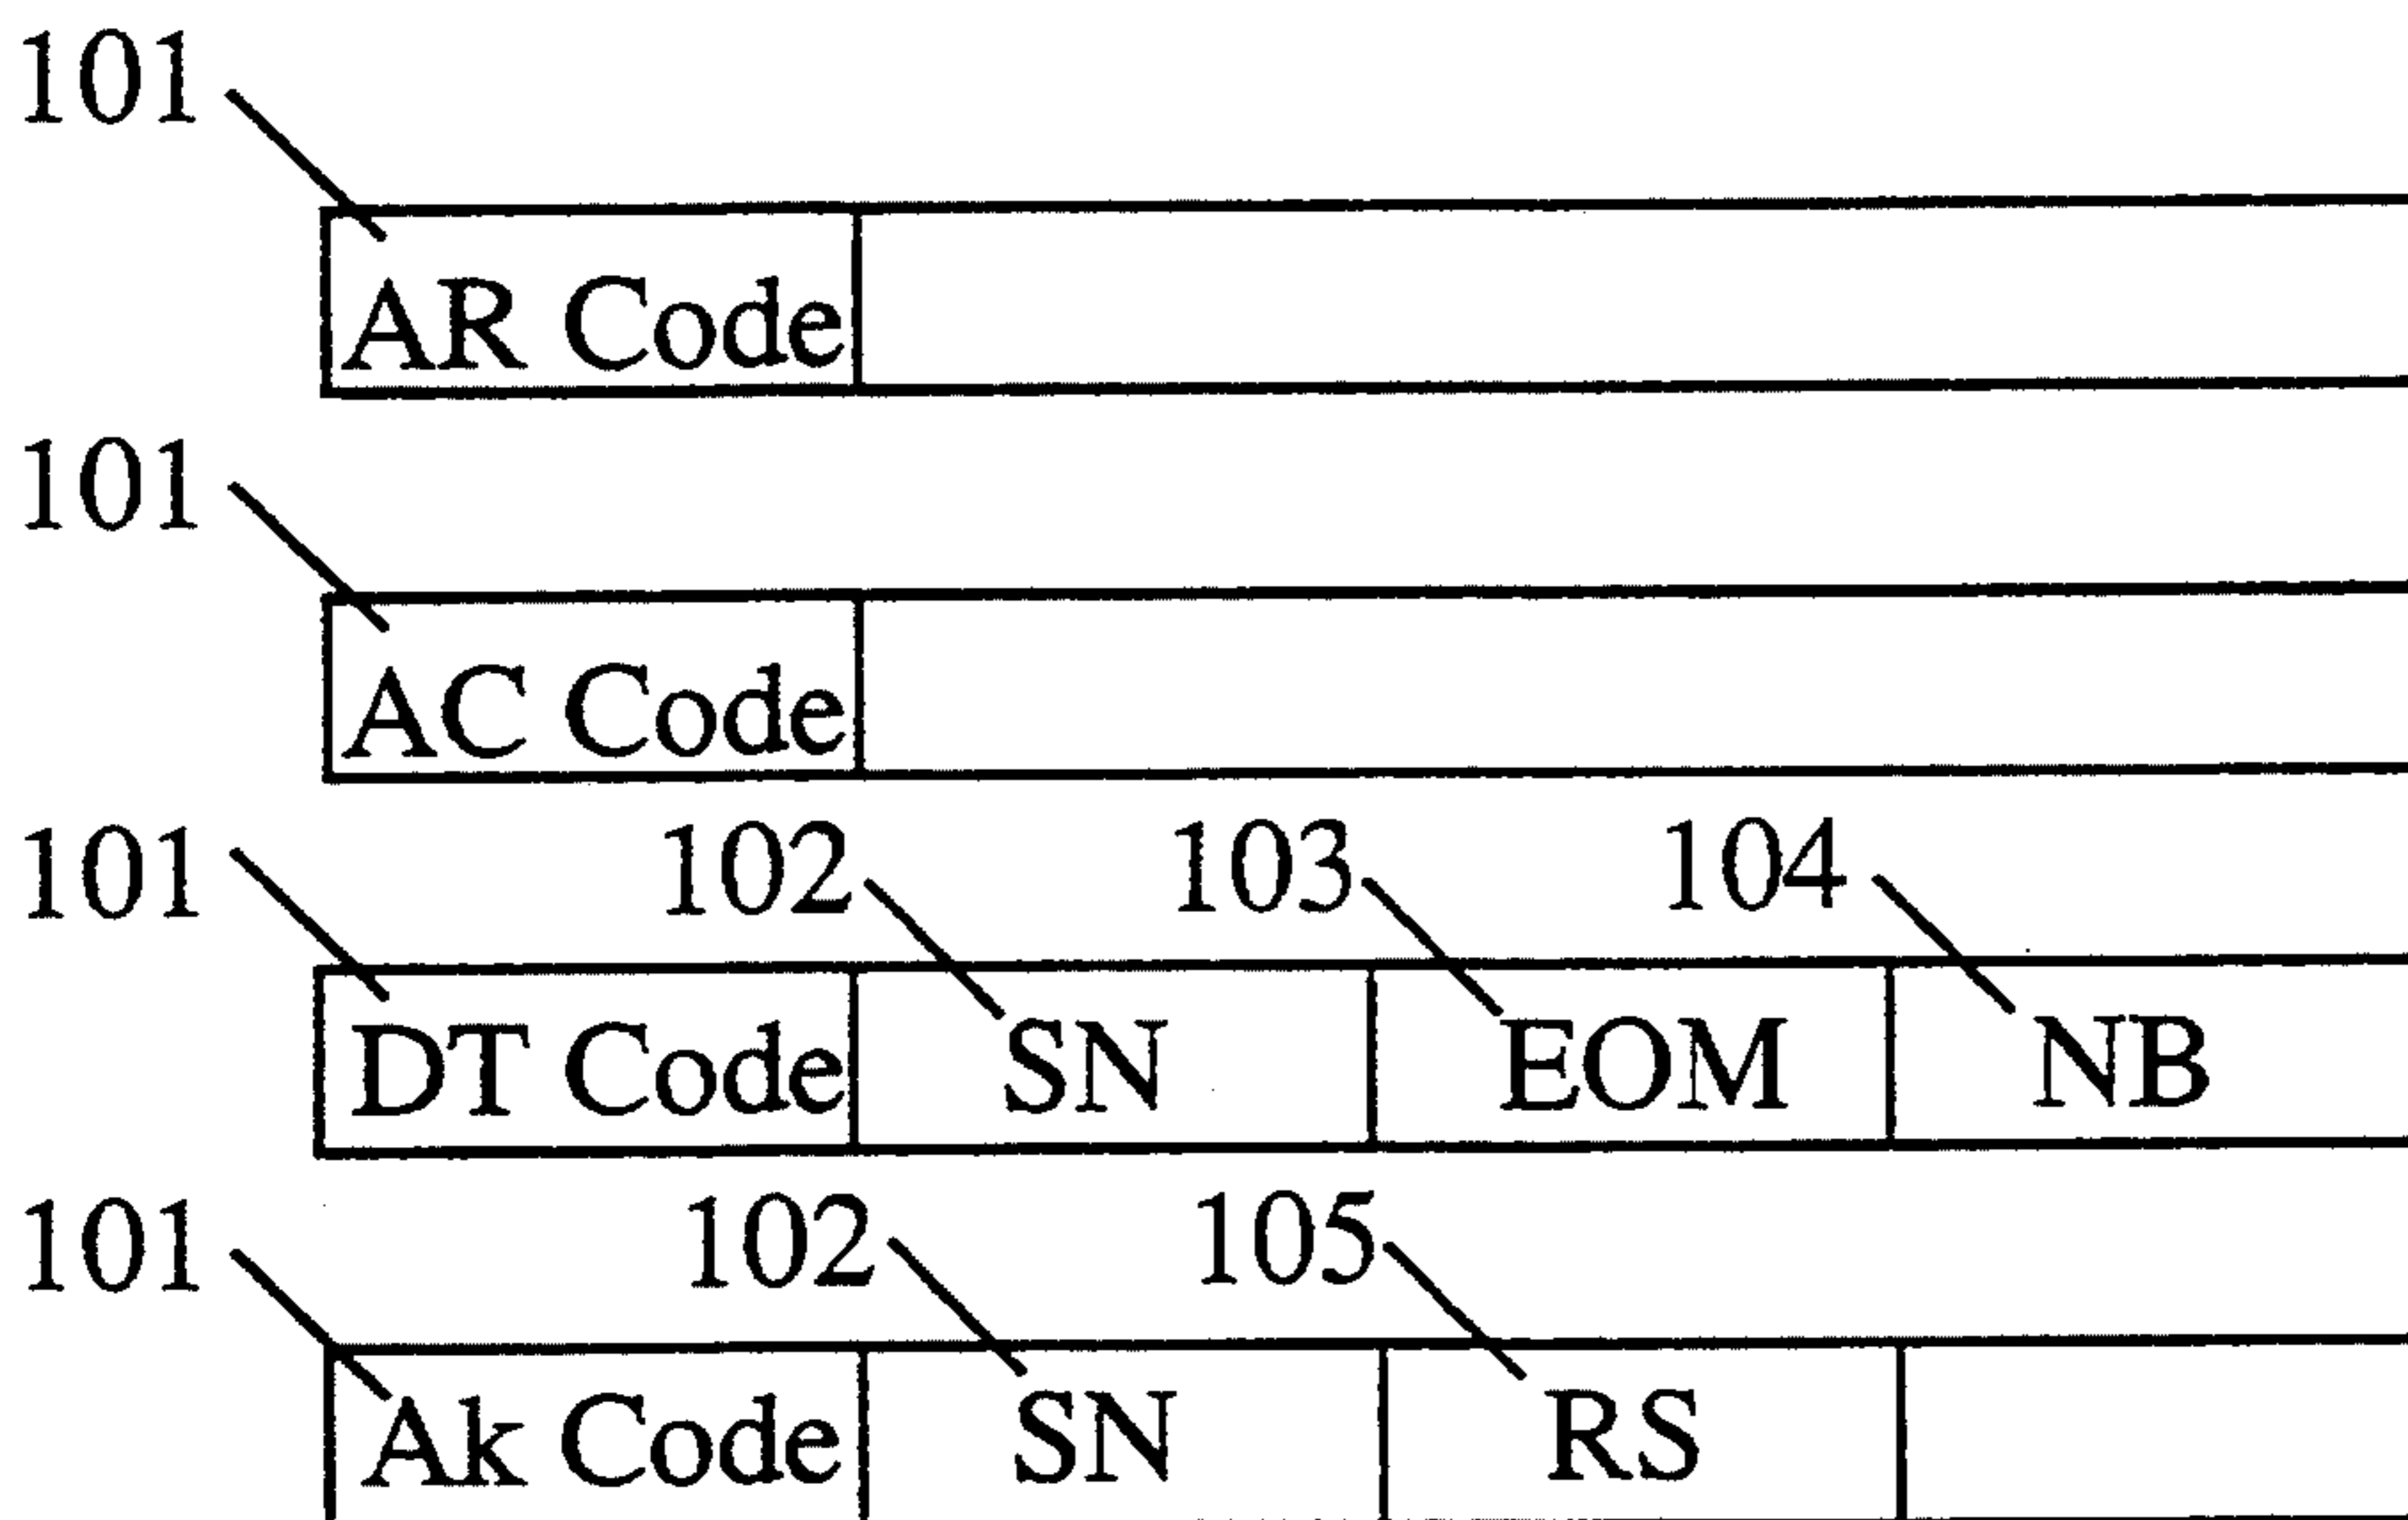 101
AR Code
101
AC Code
101 102 103 104
DT Code SN EOM NB
101 102 105
Ak Code SN RS